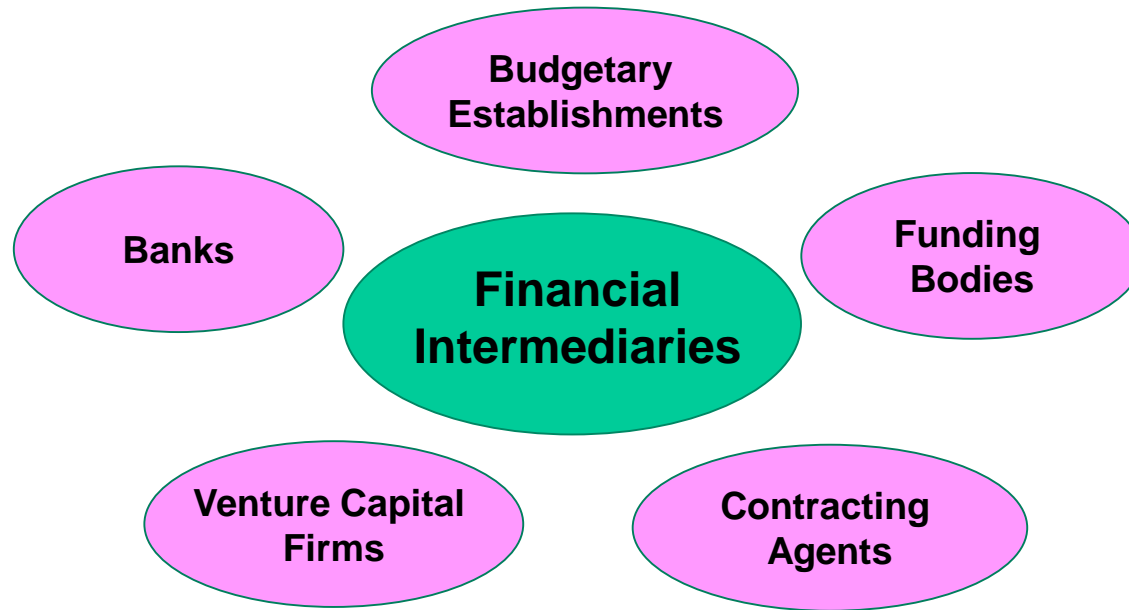 Budgetary
Establishments
Banks
Funding
Bodies
Financial
Intermediaries
Venture Capital
Firms
Contracting
Agents